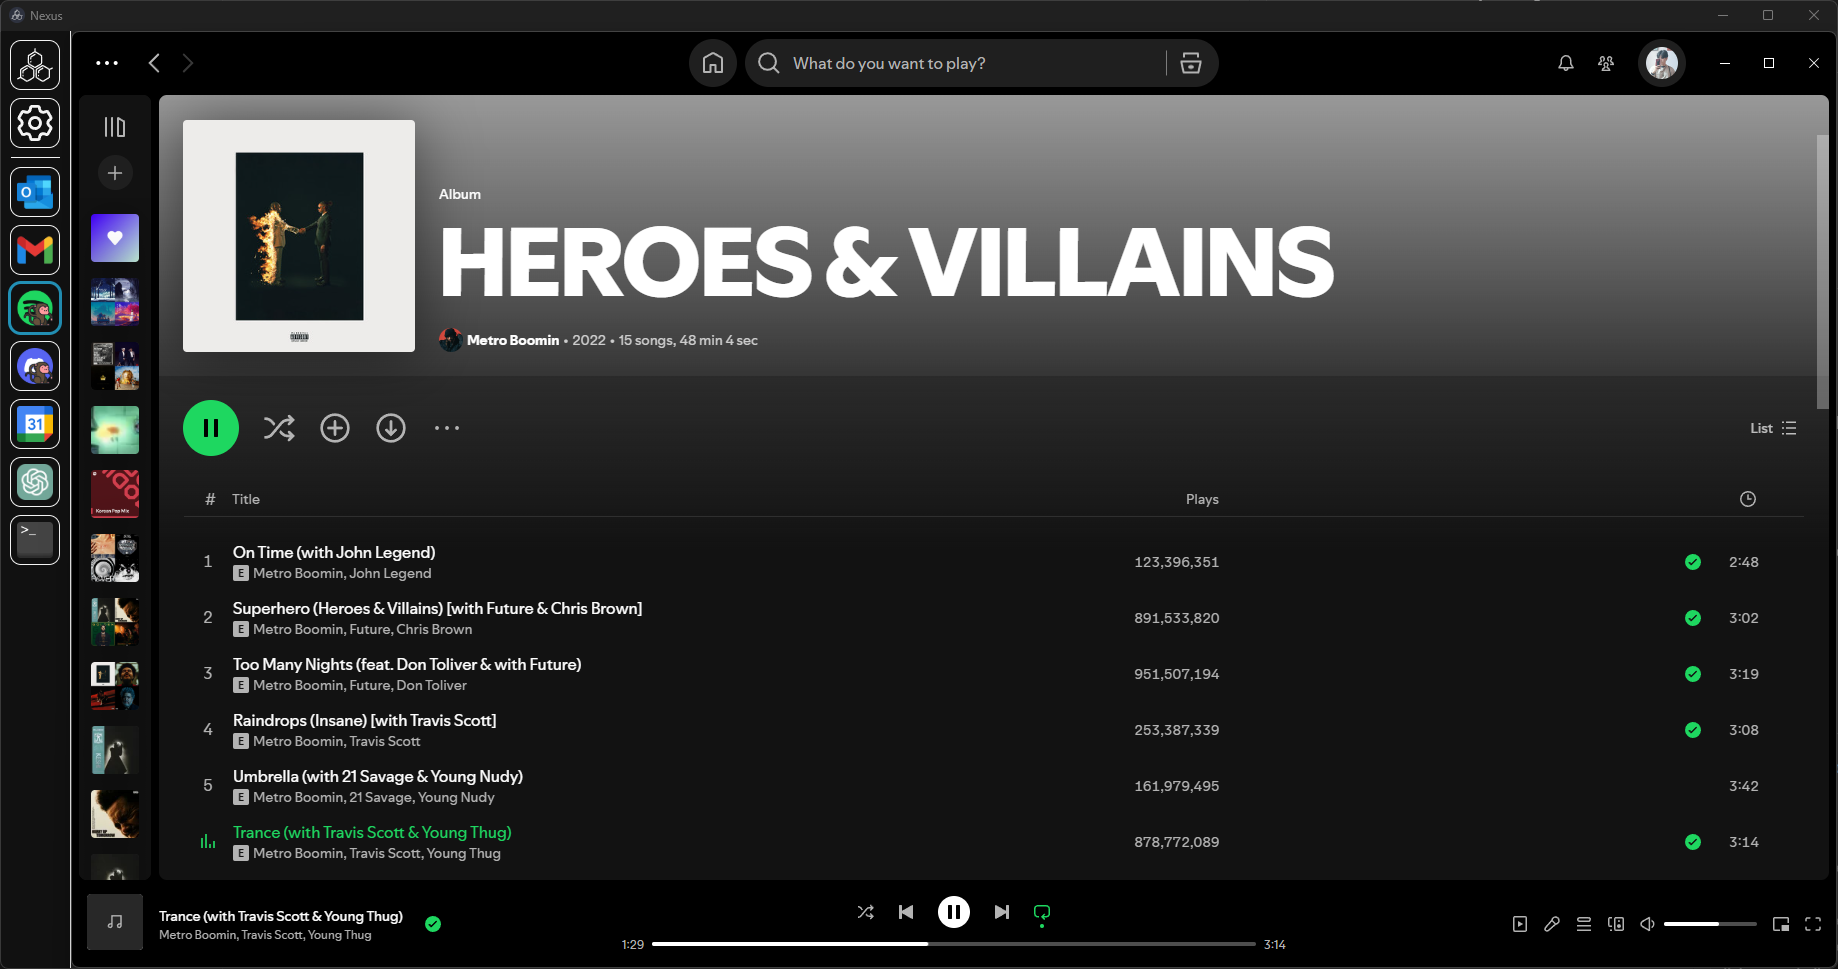 Nexus
What do you want to play?
Album
HEROES & VILLAINS
Metro Boomin • 2022 • 15 songs, 48 min 4 sec
31
Korean Pop Mix
List
# Title Plays
1 On Time (with John Legend) 123,396,351 2:48
E Metro Boomin, John Legend
2 Superhero (Heroes & Villains) [with Future & Chris Brown] 891,533,820 3:02
E Metro Boomin, Future, Chris Brown
3 Too Many Nights (feat. Don Toliver & with Future) 951,507,194 3:19
E Metro Boomin, Future, Don Toliver
4 Raindrops (Insane) [with Travis Scott] 253,387,339 3:08
E Metro Boomin, Travis Scott
5 Umbrella (with 21 Savage & Young Nudy) 161,979,495 3:42
E Metro Boomin, 21 Savage, Young Nudy
Trance (with Travis Scott & Young Thug) 878,772,089 3:14
E Metro Boomin, Travis Scott, Young Thug
Trance (with Travis Scott & Young Thug)
Metro Boomin, Travis Scott, Young Thug
1:29 3:14